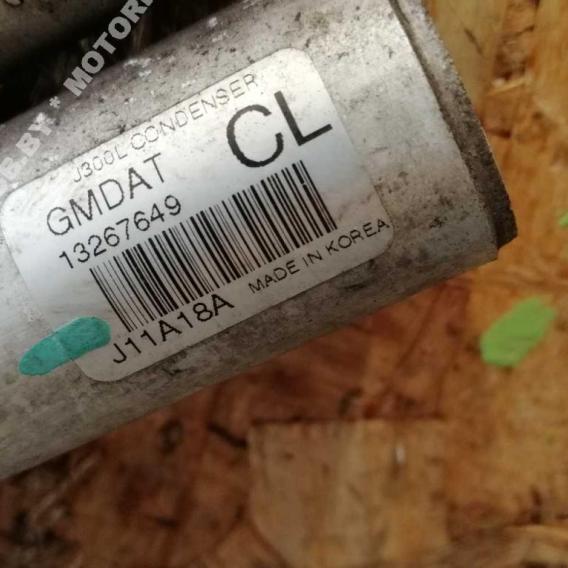 J300L CONDENSER
GMDAT CL
13267649
J11A18A MADE IN KOREA